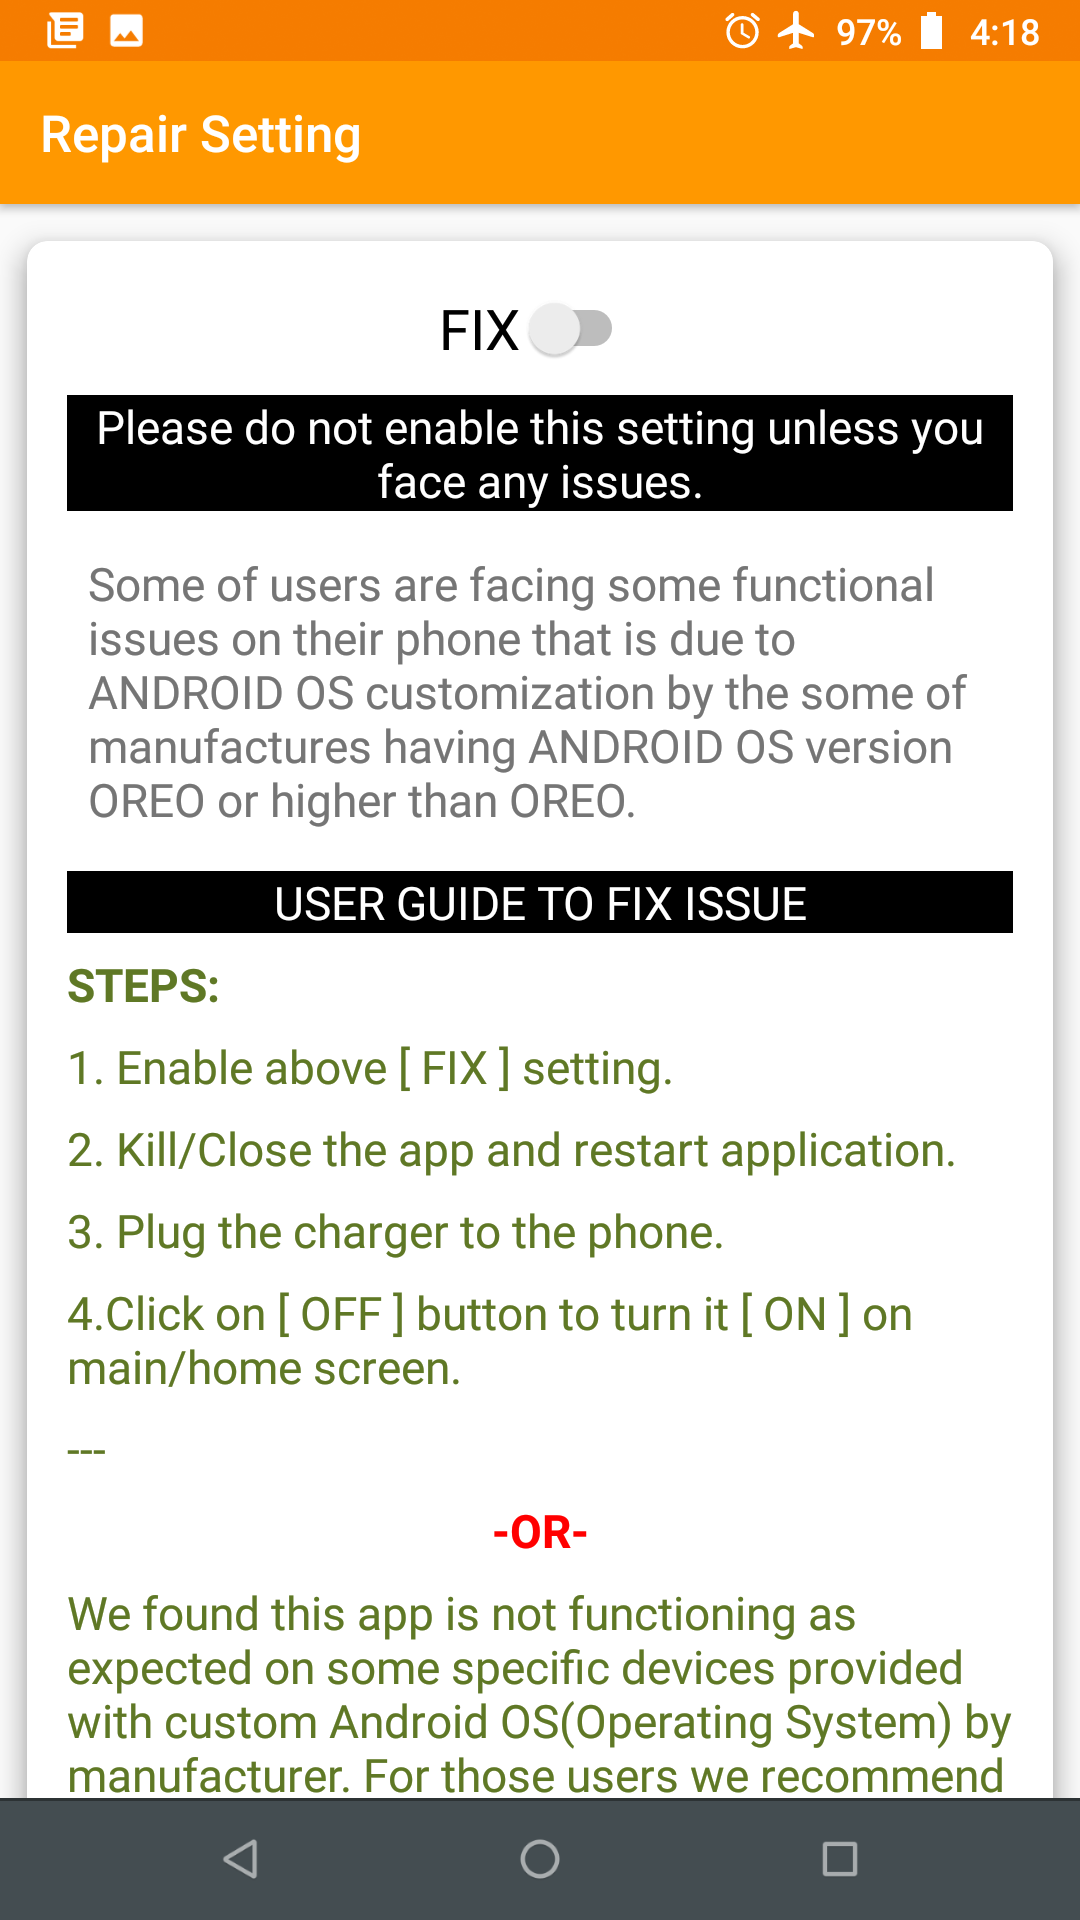 97% 4:18
Repair Setting
FIX
Please do not enable this setting unless you
face any issues.
Some of users are facing some functional
issues on their phone that is due to
ANDROID OS customization by the some of
manufactures having ANDROID OS version
OREO or higher than OREO.
USER GUIDE TO FIX ISSUE
STEPS:
1. Enable above [ FIX ] setting.
2. Kill/Close the app and restart application.
3. Plug the charger to the phone.
4.Click on [ OFF ] button to turn it [ ON ] on
main/home screen.
---
-OR-
We found this app is not functioning as
expected on some specific devices provided
with custom Android OS(Operating System) by
manufacturer. For those users we recommend